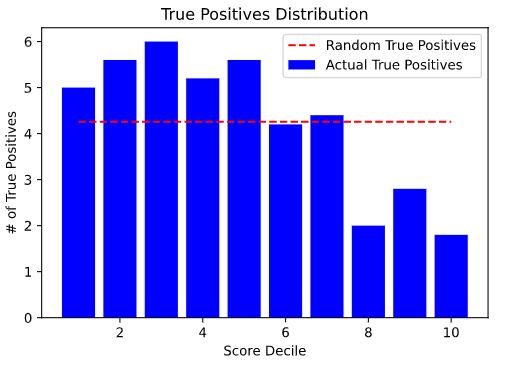 True Positives Distribution
Random True Positives
Actual True Positives
# of True Positives
6
5
4
3
2
1
0
2 4 6 8 10
Score Decile